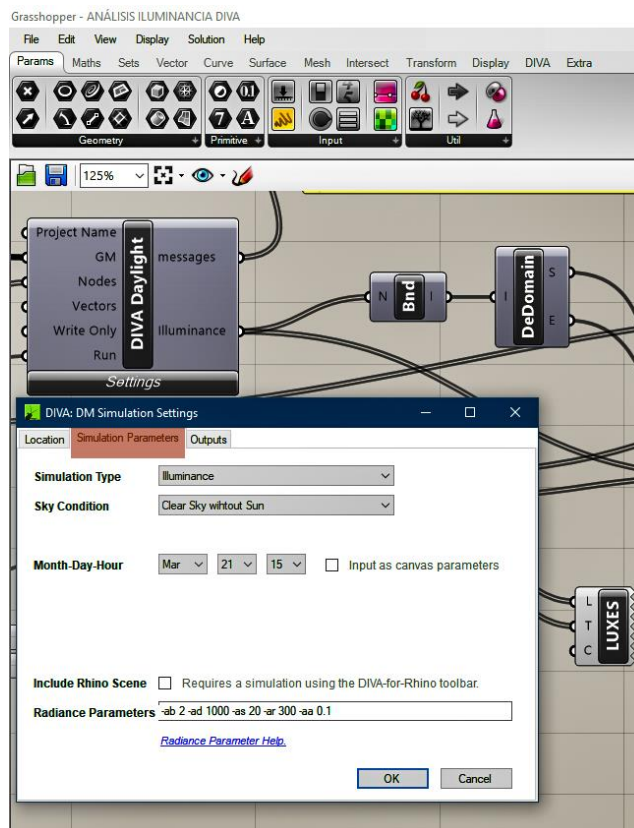 Grasshopper - ANÁLISIS ILUMINANCIA DIVA
File Edit View Display Solution Help
Params Maths Sets Vector Curve Surface Mesh Intersect Transform Display DIVA Extra
Geometry Primitive Input Util
125%
Project Name
GM
Nodes
Vectors
Write Only
Run
DIVA Daylight
messages
Illuminance
Settings
N Bnd I
I DeDomain S E
DIVA: DM Simulation Settings
Location Simulation Parameters Outputs
Simulation Type Illuminance
Sky Condition Clear Sky wihtout Sun
Month-Day-Hour Mar 21 15 Input as canvas parameters
L T C LUXES
Include Rhino Scene Requires a simulation using the DIVA-for-Rhino toolbar.
Radiance Parameters -ab 2 -ad 1000 -as 20 -ar 300 -aa 0.1
Radiance Parameter Help.
OK Cancel